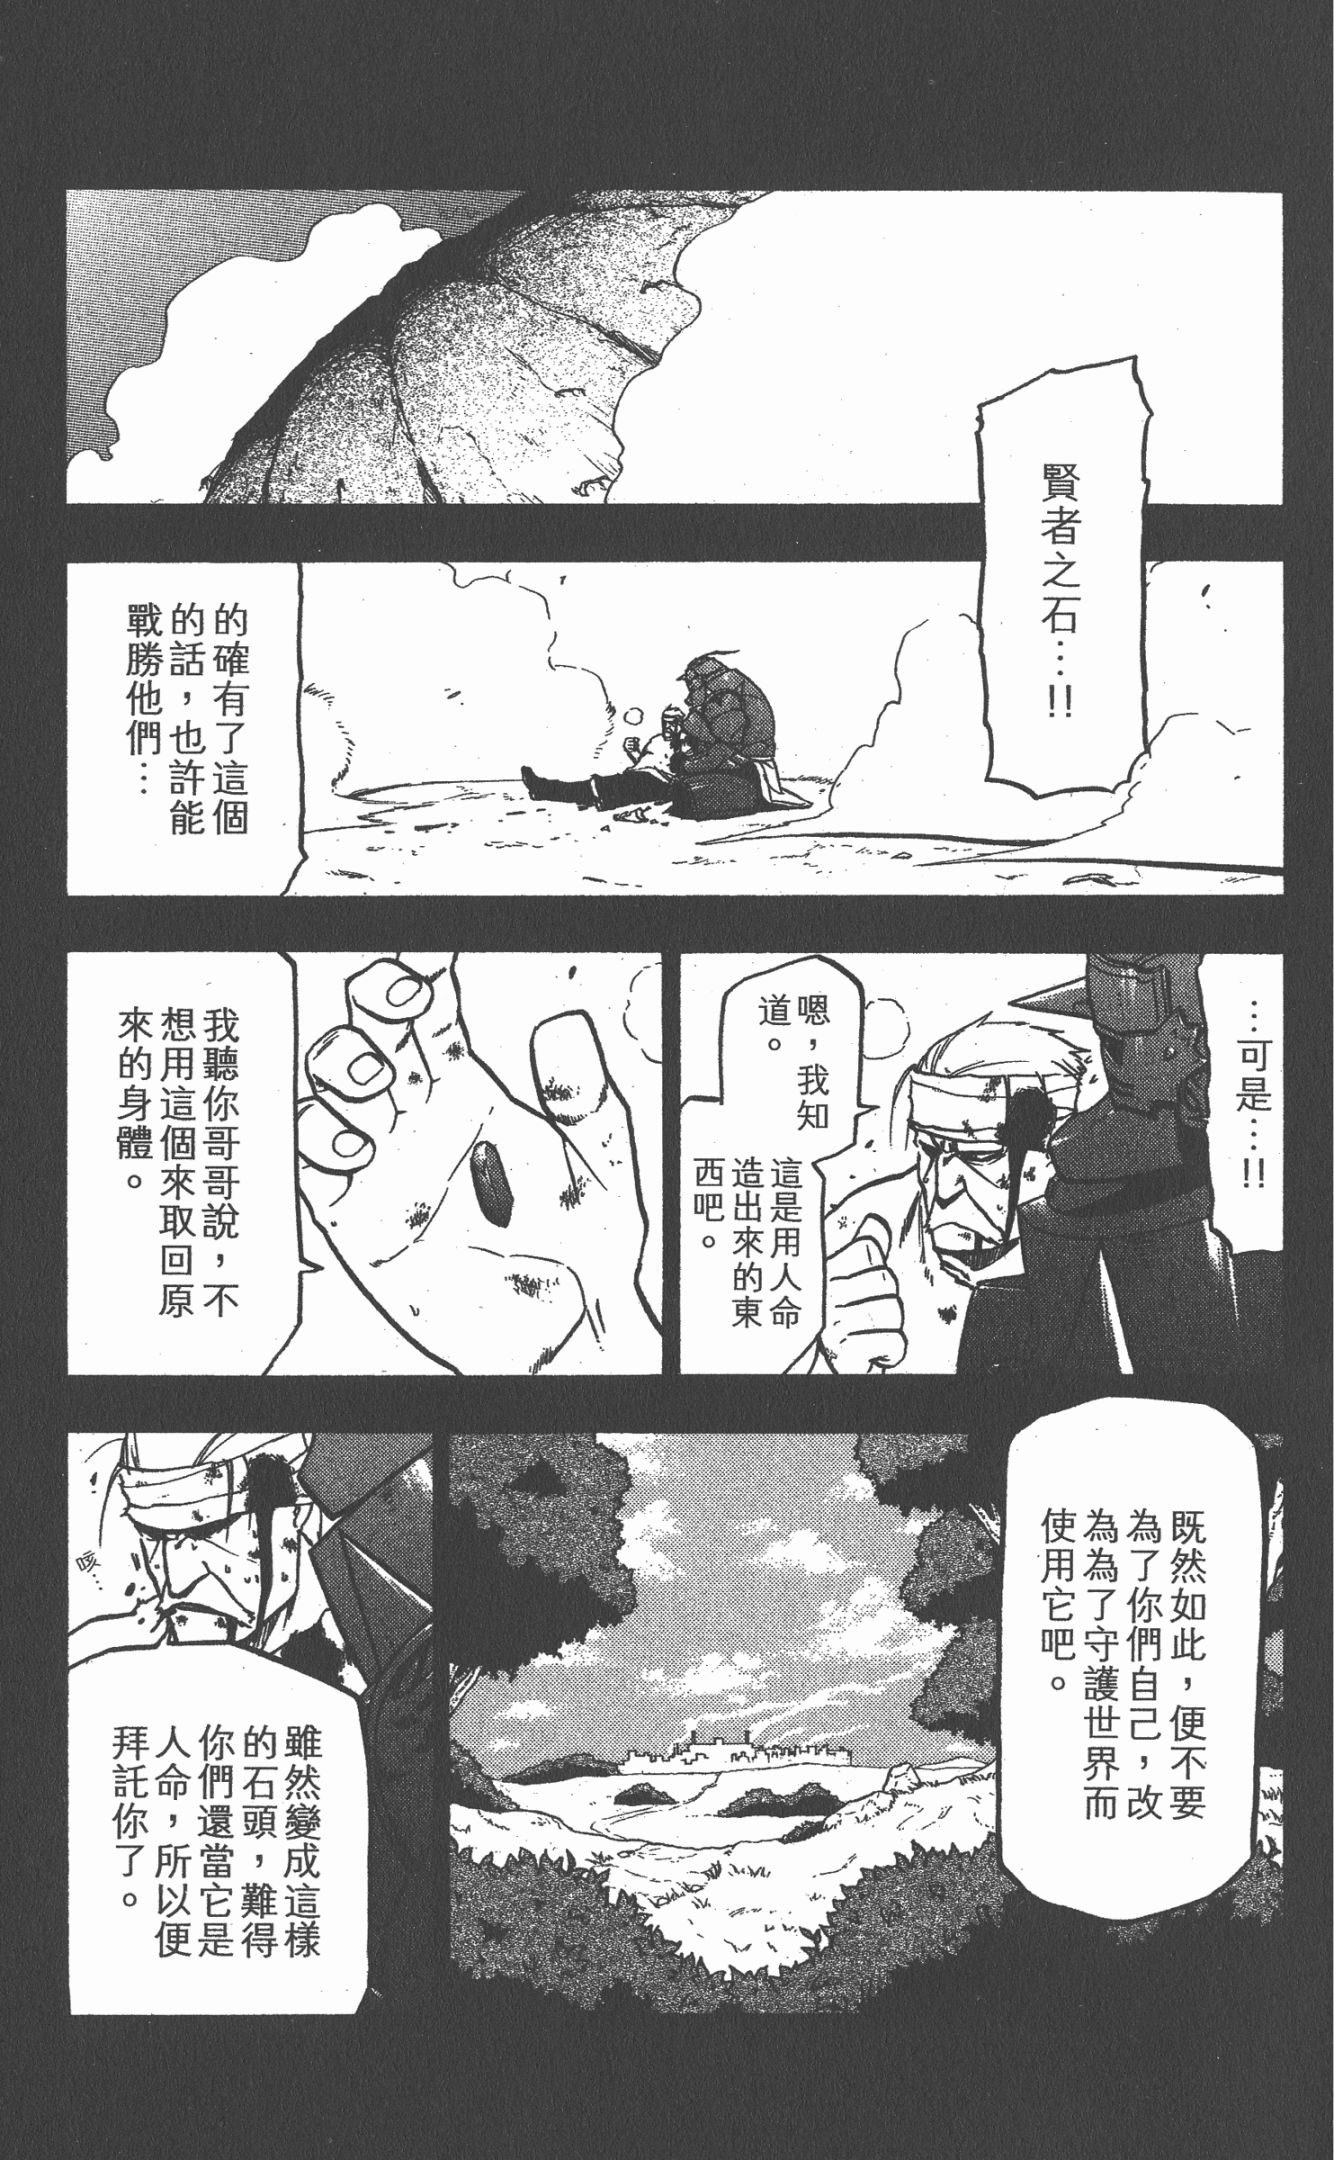 賢者之石…!!
的確有了這個
的話，也許能
戰勝他們…
…可是…!!
嗯，我知
道。
這是用人命
造出來的東
西吧。
我聽你哥哥說，不
想用這個來取回原
來的身體。
既然如此，便不要
為了你們自己，改
為為了守護世界而
使用它吧。
咳…
雖然變成這樣
的石頭，難得
你們還當它是
人命，所以便
拜託你了。